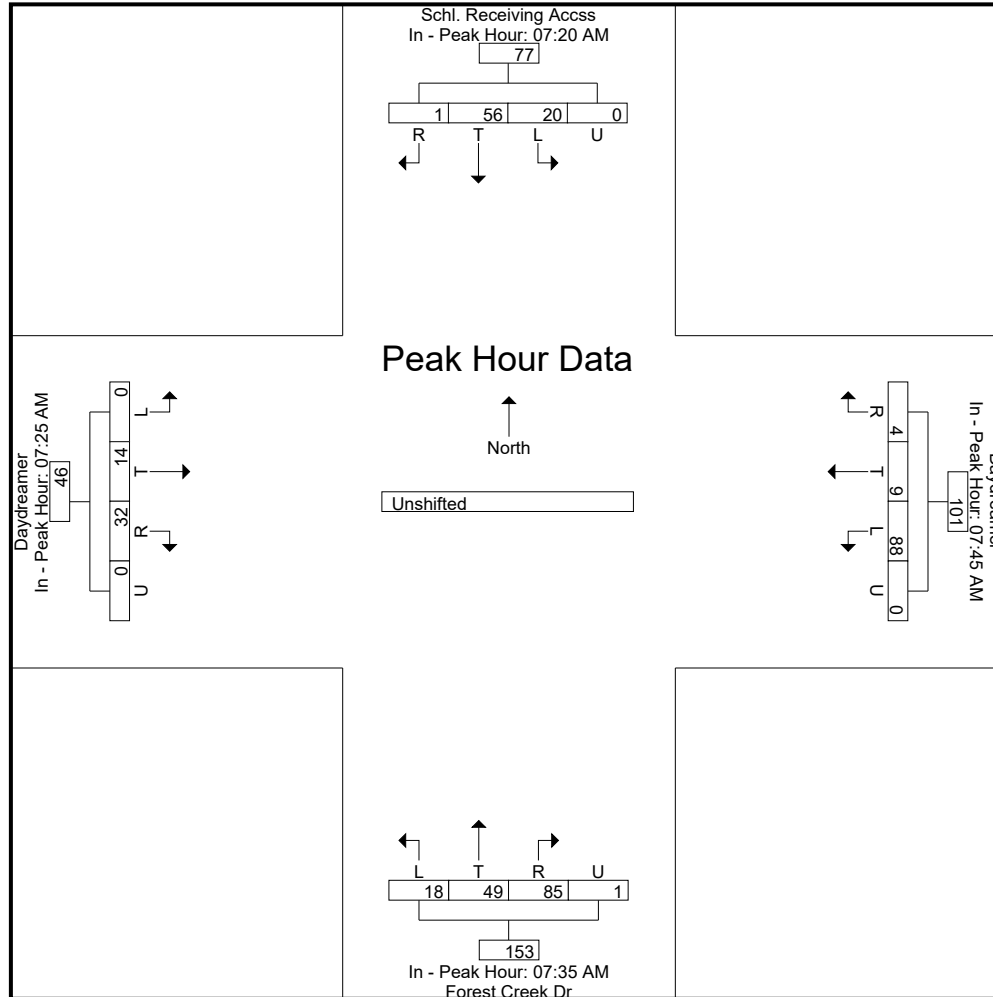 Schl. Receiving Accss
In - Peak Hour: 07:20 AM
77
1 56 20 0
R T L U
Peak Hour Data
North
Unshifted
Daydreamer
In - Peak Hour: 07:25 AM
46
0 14 32 0
L T R U
In - Peak Hour: 07:45 AM
101
4 9 88 0
R T L U
L T R U
18 49 85 1
153
In - Peak Hour: 07:35 AM
Forest Creek Dr